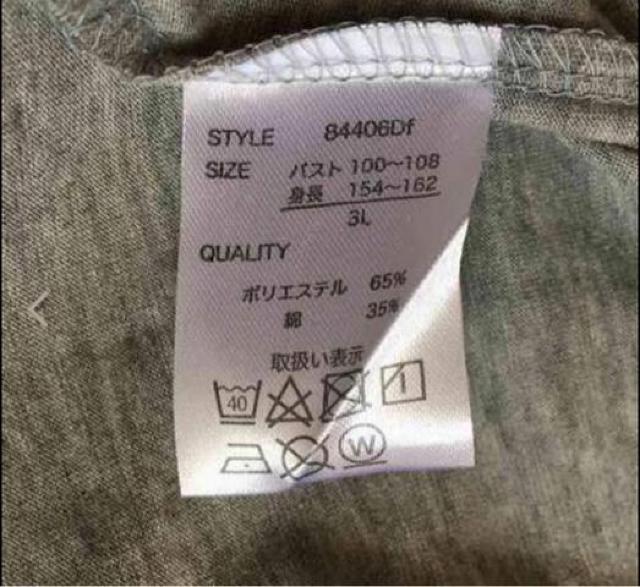 STYLE 84406Df
SIZE バスト 100~108
身長 154~162
3L
QUALITY
ポリエステル 65%
綿 35%
取扱い表示
40
W